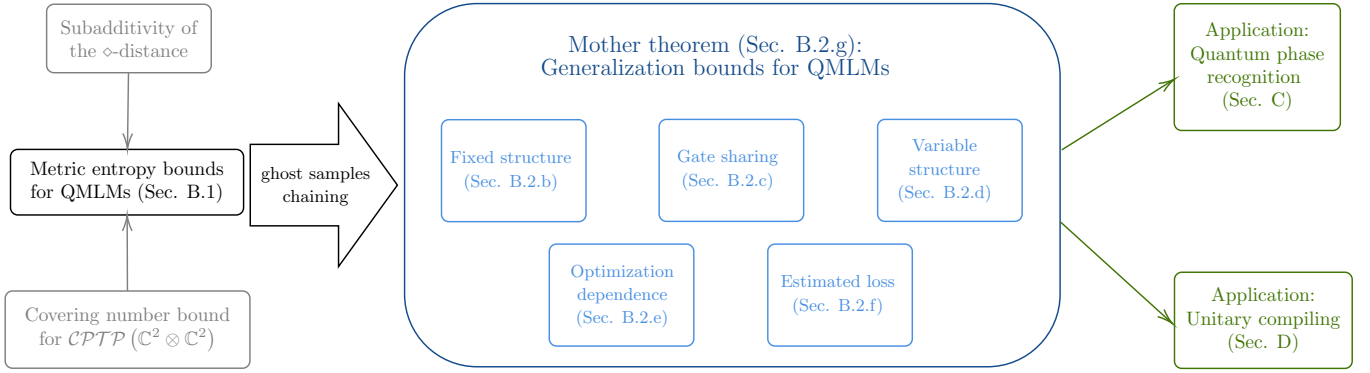 Subadditivity of
the ⋄-distance
Metric entropy bounds
for QMLMs (Sec. B.1)
Covering number bound
for 𝒞𝒫𝒯𝒫 (ℂ² ⊗ ℂ²)
ghost samples
chaining
Mother theorem (Sec. B.2.g):
Generalization bounds for QMLMs
Fixed structure
(Sec. B.2.b)
Gate sharing
(Sec. B.2.c)
Variable
structure
(Sec. B.2.d)
Optimization
dependence
(Sec. B.2.e)
Estimated loss
(Sec. B.2.f)
Application:
Quantum phase
recognition
(Sec. C)
Application:
Unitary compiling
(Sec. D)